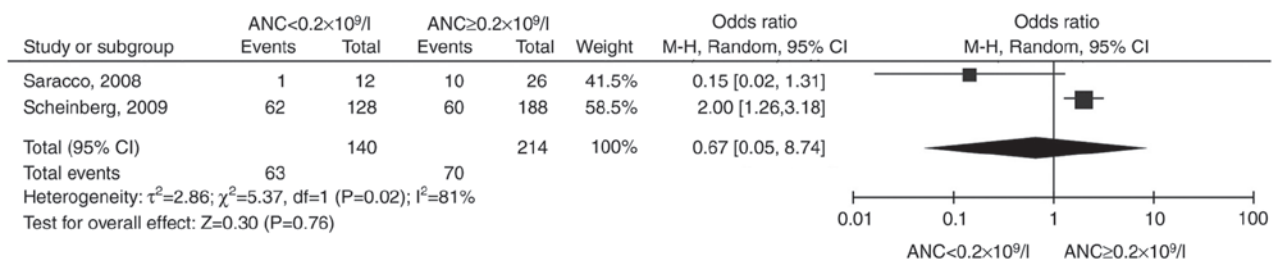 ANC<0.2×10⁹/l ANC≥0.2×10⁹/l Odds ratio Odds ratio
Study or subgroup Events Total Events Total Weight M-H, Random, 95% CI M-H, Random, 95% CI
Saracco, 2008 1 12 10 26 41.5% 0.15 [0.02, 1.31]
Scheinberg, 2009 62 128 60 188 58.5% 2.00 [1.26,3.18]
Total (95% CI) 140 214 100% 0.67 [0.05, 8.74]
Total events 63 70
Heterogeneity: τ²=2.86; χ²=5.37, df=1 (P=0.02); I²=81%
Test for overall effect: Z=0.30 (P=0.76)
0.01 0.1 1 10 100
ANC<0.2×10⁹/l ANC≥0.2×10⁹/l